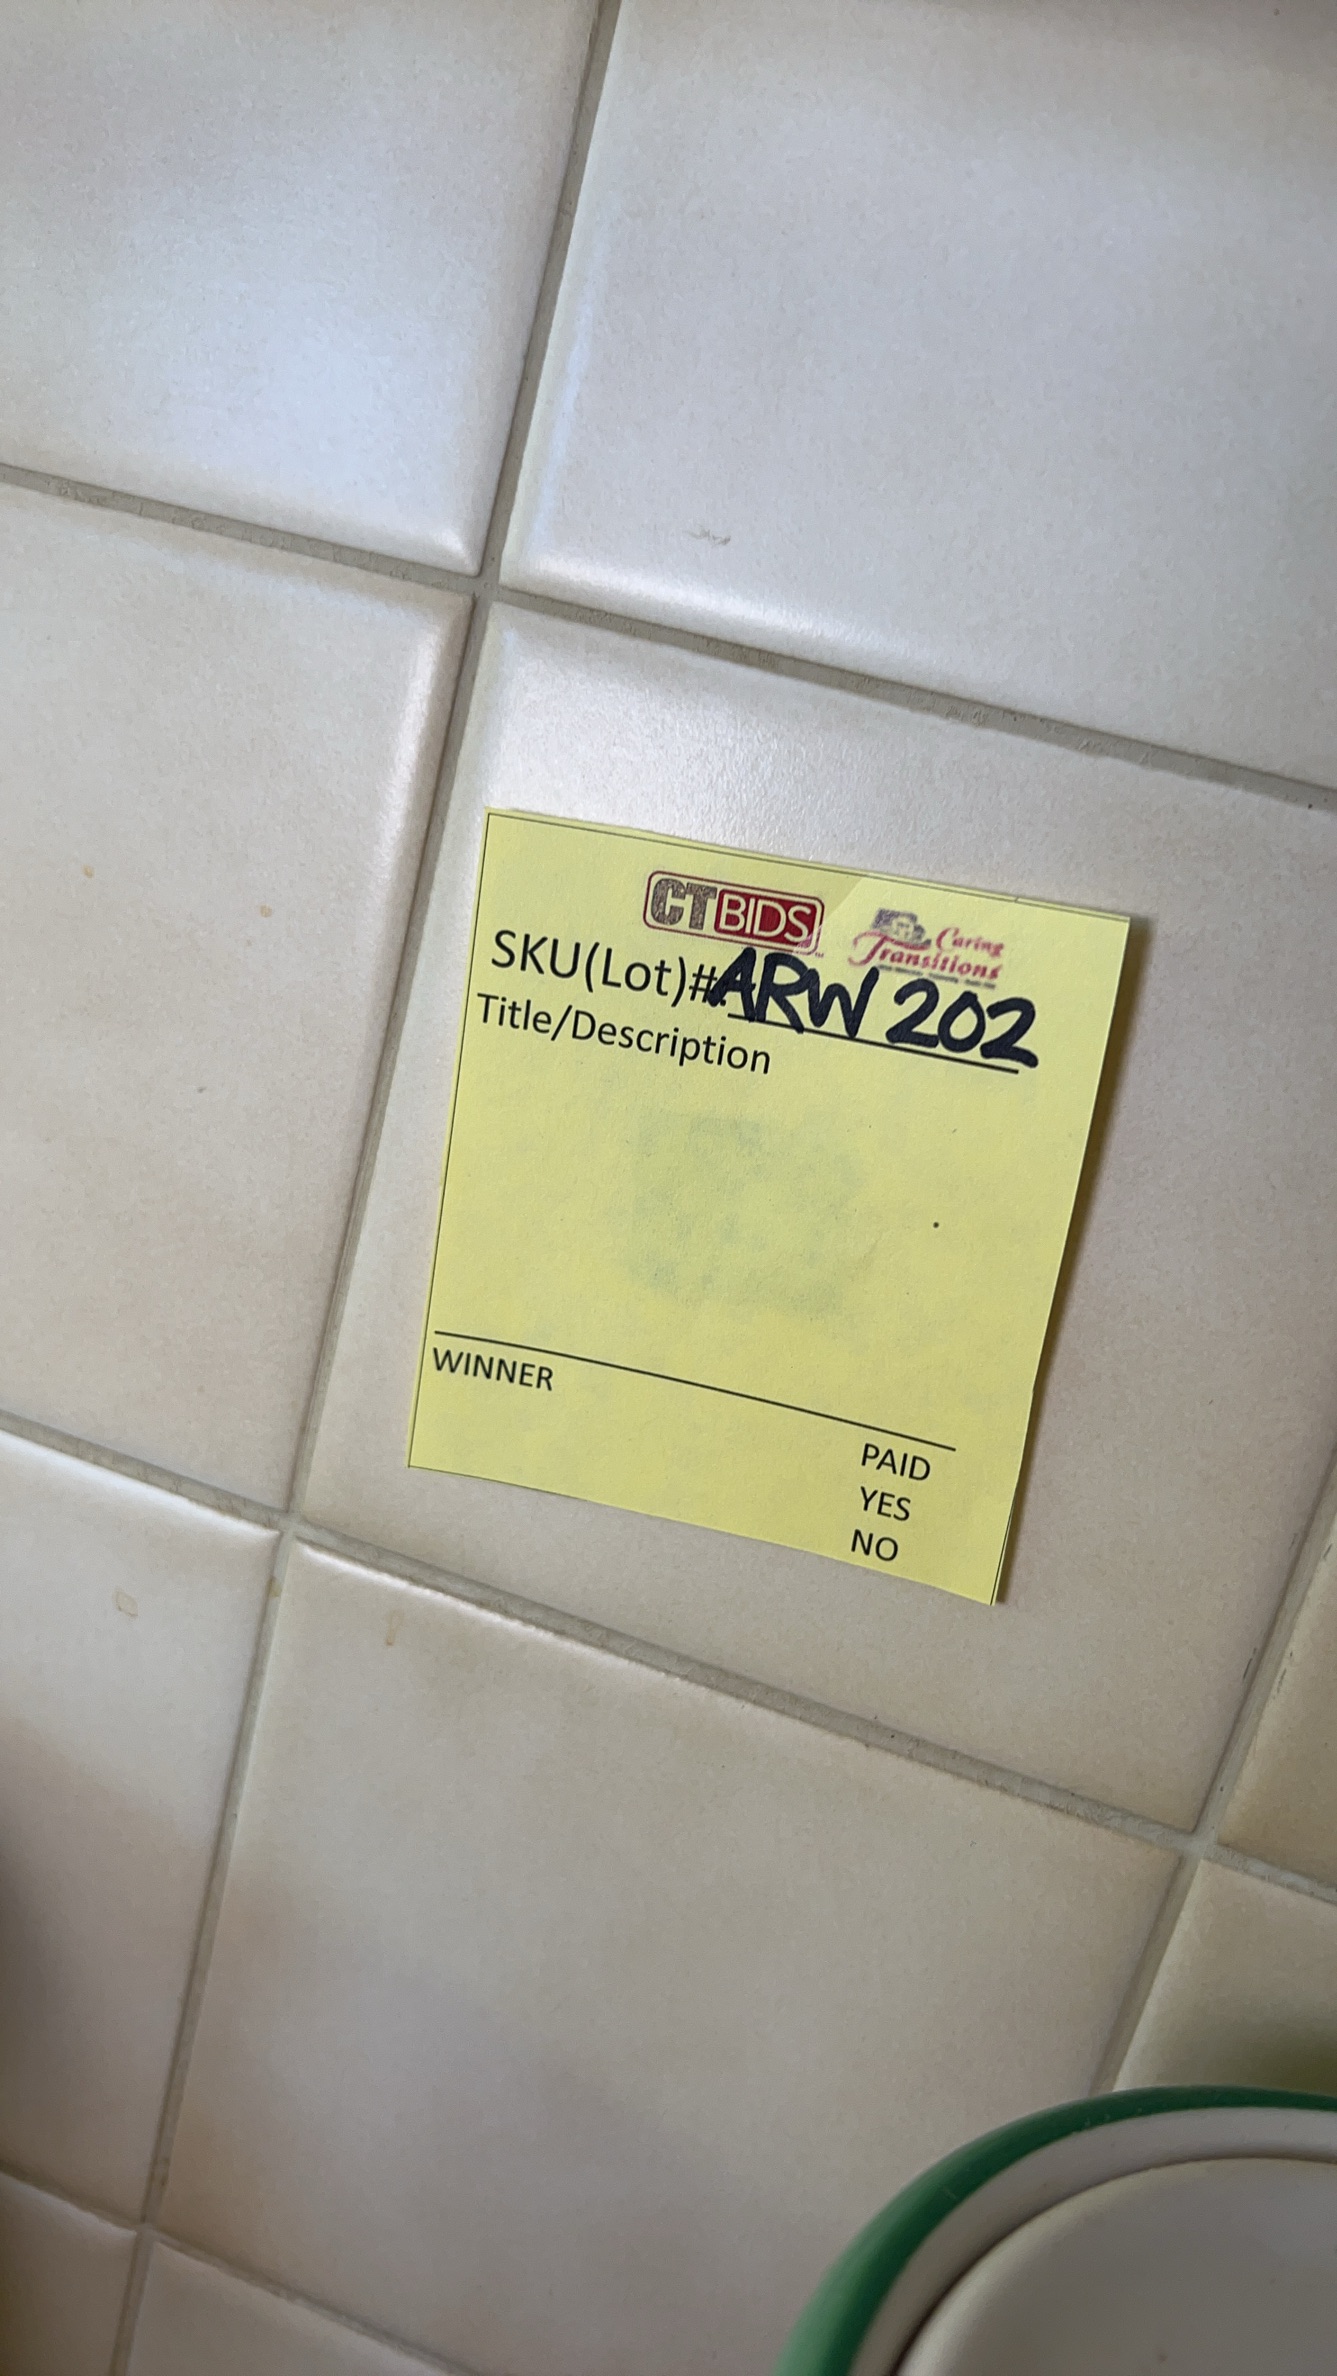 CTBIDS Caring
Transitions
SKU(Lot)#: ARW 202
Title/Description
WINNER
PAID
YES
NO